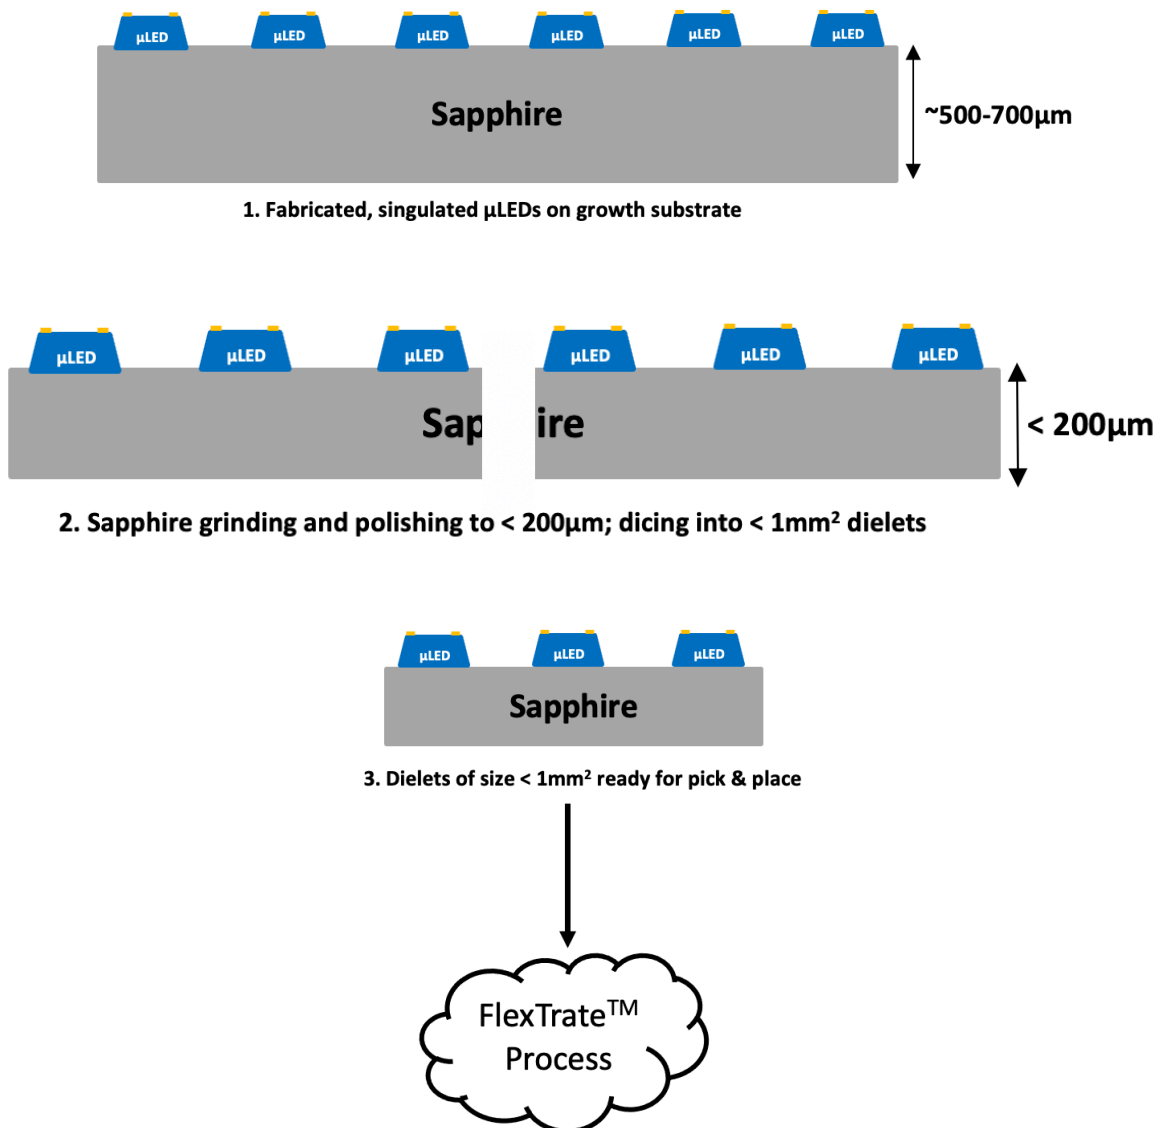 µLED µLED µLED µLED µLED µLED
Sapphire
~500-700µm
1. Fabricated, singulated µLEDs on growth substrate
µLED µLED µLED µLED µLED µLED
Sap ire
< 200µm
2. Sapphire grinding and polishing to < 200µm; dicing into < 1mm² dielets
µLED µLED µLED
Sapphire
3. Dielets of size < 1mm² ready for pick & place
FlexTrate™
Process